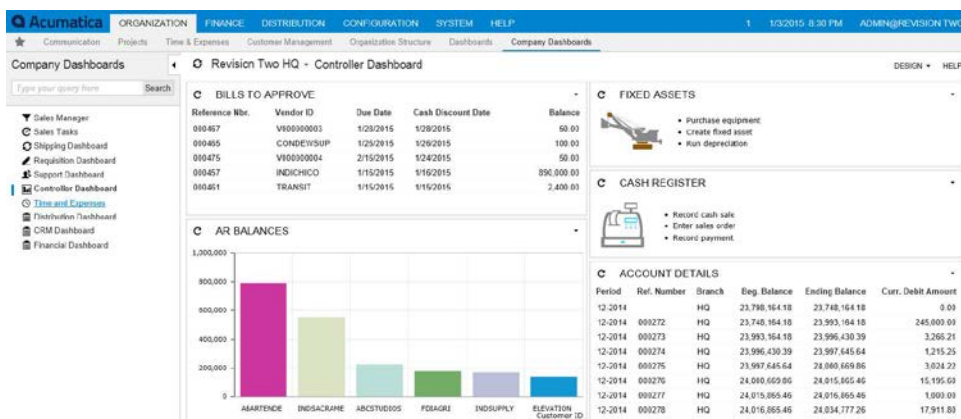 Acumatica ORGANIZATION FINANCE DISTRIBUTION CONFIGURATION SYSTEM HELP 1 1/3/2015 8:30 PM ADMIN@REVISION TWO
Communication Projects Time & Expenses Customer Management Organization Structure Dashboards Company Dashboards
Company Dashboards
Revision Two HQ - Controller Dashboard
DESIGN HELP
Type your query here Search
Sales Manager
Sales Tasks
Shipping Dashboard
Requisition Dashboard
Support Dashboard
Controller Dashboard
Time and Expenses
Distribution Dashboard
CRM Dashboard
Financial Dashboard
BILLS TO APPROVE
Reference Nbr. Vendor ID Due Date Cash Discount Date Balance
000467 V000000003 1/28/2015 1/28/2015 50.00
CONDEWSUP 100.00
000475 V000000004 2/15/2015 1/24/2015 50.00
000457 INDICHICO 1/15/2015 1/16/2015 890,000.00
000451 TRANSIT 1/15/2015 1/15/2015 2,400.00
AR BALANCES
1,000,000
800,000
600,000
400,000
200,000
0
ABARTENDE INDSACRAME ABCSTUDIOS FDIAGRI INDSUPPLY ELEVATION
Customer ID
FIXED ASSETS
Purchase equipment
Create fixed asset
Run depreciation
CASH REGISTER
Record cash sale
Enter sales order
Record payment
ACCOUNT DETAILS
Period Ref. Number Branch Beg. Balance Ending Balance Curr. Debit Amount
12-2014 HQ 23,748,164.18 0.00
12-2014 000272 HQ 23,748,164.18 23,993,164.18 245,000.00
12-2014 000273 HQ 23,993,164.18 23,996,430.39 3,266.21
12-2014 000274 HQ 23,996,430.39 23,997,645.64 1,215.25
12-2014 000275 HQ 23,997,645.64 24,000,669.86 3,024.22
12-2014 000276 HQ 24,000,669.86 24,015,865.46 15,195.60
12-2014 000277 HQ 24,015,865.46 24,016,865.46 1,000.00
12-2014 000278 HQ 24,016,865.46 24,034,777.26 17,911.80